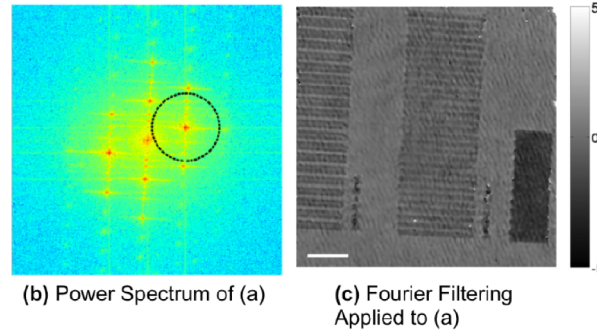 5
0
(b) Power Spectrum of (a)
(c) Fourier Filtering
Applied to (a)